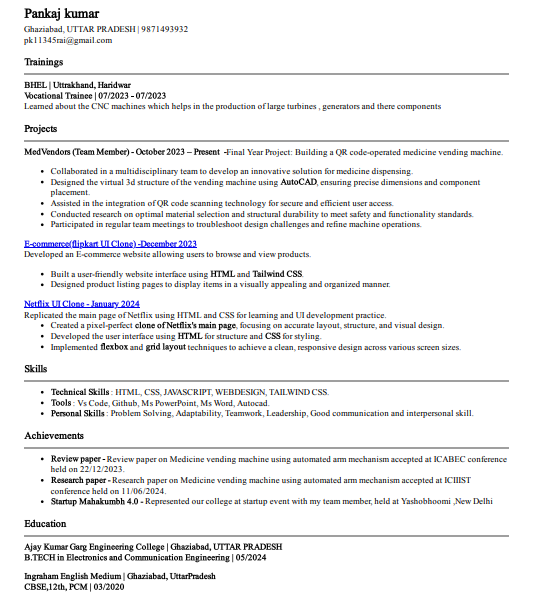 Pankaj kumar
Ghaziabad, UTTAR PRADESH | 9871493932
pk11345rai@gmail.com
Trainings
BHEL | Uttrakhand, Haridwar
Vocational Trainee | 07/2023 - 07/2023
Learned about the CNC machines which helps in the production of large turbines , generators and there components
Projects
MedVendors (Team Member) - October 2023 – Present -Final Year Project: Building a QR code-operated medicine vending machine.
• Collaborated in a multidisciplinary team to develop an innovative solution for medicine dispensing.
• Designed the virtual 3d structure of the vending machine using AutoCAD, ensuring precise dimensions and component
placement.
• Assisted in the integration of QR code scanning technology for secure and efficient user access.
• Conducted research on optimal material selection and structural durability to meet safety and functionality standards.
• Participated in regular team meetings to troubleshoot design challenges and refine machine operations.
E-commerce(flipkart UI Clone) -December 2023
Developed an E-commerce website allowing users to browse and view products.
• Built a user-friendly website interface using HTML and Tailwind CSS.
• Designed product listing pages to display items in a visually appealing and organized manner.
Netflix UI Clone - January 2024
Replicated the main page of Netflix using HTML and CSS for learning and UI development practice.
• Created a pixel-perfect clone of Netflix's main page, focusing on accurate layout, structure, and visual design.
• Developed the user interface using HTML for structure and CSS for styling.
• Implemented flexbox and grid layout techniques to achieve a clean, responsive design across various screen sizes.
Skills
• Technical Skills : HTML, CSS, JAVASCRIPT, WEBDESIGN, TAILWIND CSS.
• Tools : Vs Code, Github, Ms PowerPoint, Ms Word, Autocad.
• Personal Skills : Problem Solving, Adaptability, Teamwork, Leadership, Good communication and interpersonal skill.
Achievements
• Review paper - Review paper on Medicine vending machine using automated arm mechanism accepted at ICABEC conference
held on 22/12/2023.
• Research paper - Research paper on Medicine vending machine using automated arm mechanism accepted at ICIIIST
conference held on 11/06/2024.
• Startup Mahakumbh 4.0 - Represented our college at startup event with my team member, held at Yashobhoomi ,New Delhi
Education
Ajay Kumar Garg Engineering College | Ghaziabad, UTTAR PRADESH
B.TECH in Electronics and Communication Engineering | 05/2024
Ingraham English Medium | Ghaziabad, UttarPradesh
CBSE,12th, PCM | 03/2020